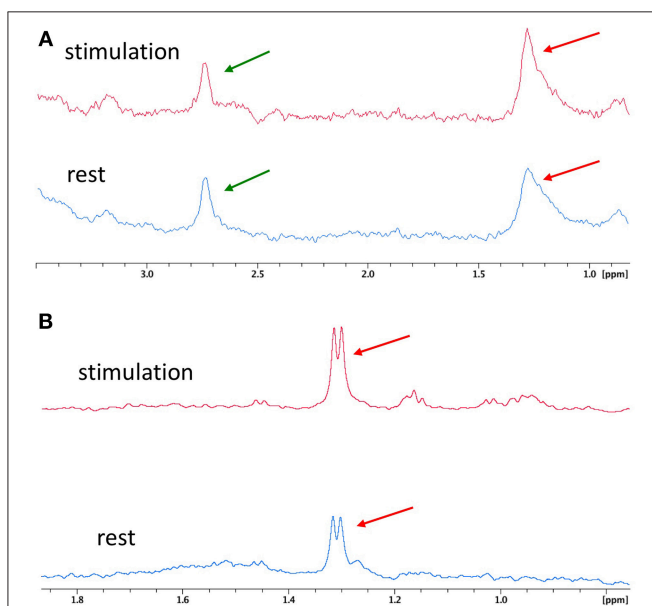 A
stimulation
rest
3.0 2.5 2.0 1.5 1.0 [ppm]
B
stimulation
rest
1.8 1.6 1.4 1.2 1.0 [ppm]